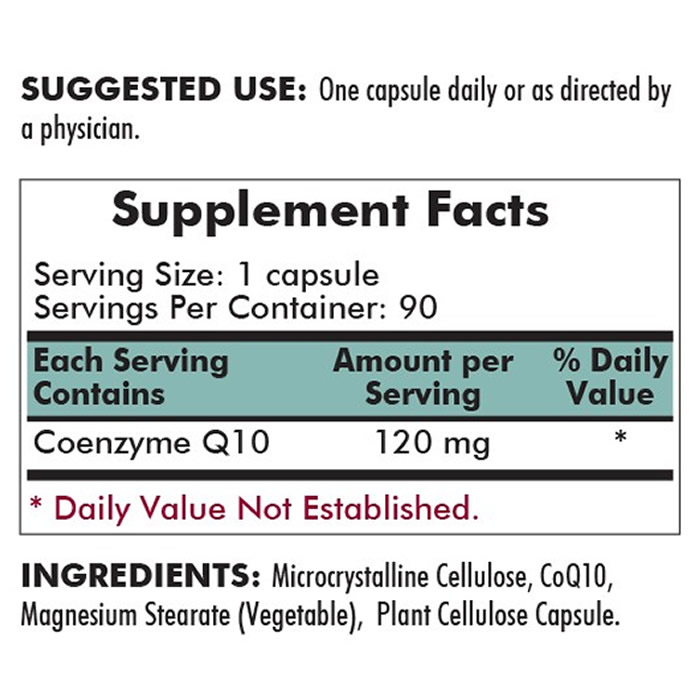 SUGGESTED USE: One capsule daily or as directed by
a physician.
Supplement Facts
Serving Size: 1 capsule
Servings Per Container: 90
Each Serving Contains Amount per Serving % Daily Value
Coenzyme Q10 120 mg *
* Daily Value Not Established.
INGREDIENTS: Microcrystalline Cellulose, CoQ10,
Magnesium Stearate (Vegetable), Plant Cellulose Capsule.